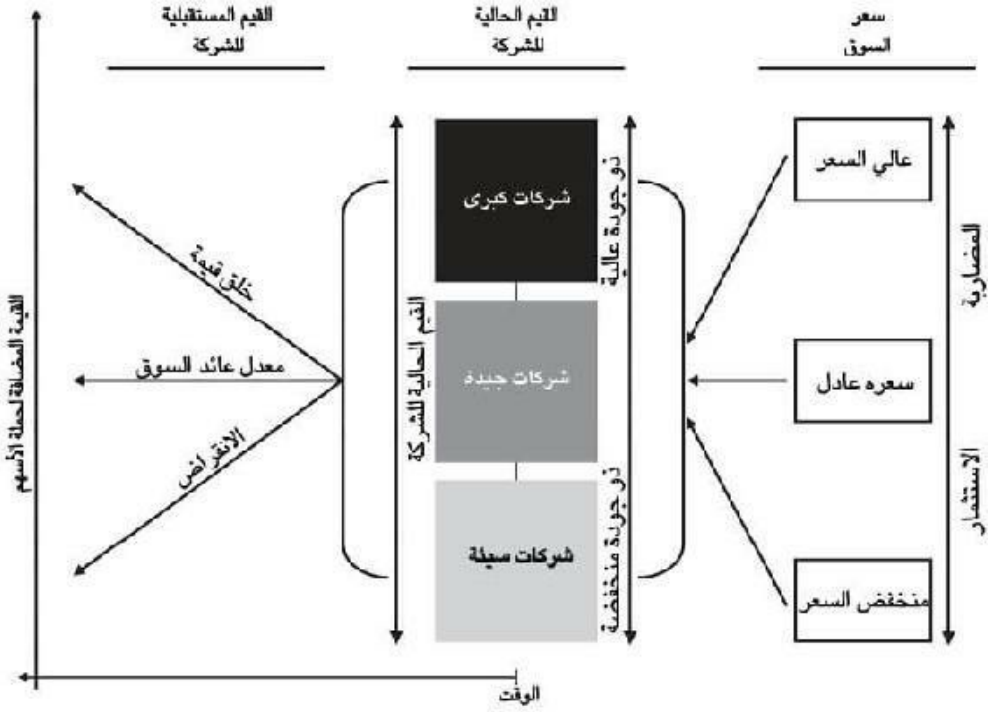 سعر
السوق
القيم الحالية
للشركة
القيم المستقبلية
للشركة
عالي السعر
سعره عادل
منخفض السعر
المضاربة
الاستثمار
ذو جودة عالية
ذو جودة منخفضة
شركات كبرى
شركات جيدة
شركات سيئة
القيم الحالية للشركة
خلق قيمة
معدل عائد السوق
الانقراض
القيمة المضافة لحملة الأسهم
الوقت